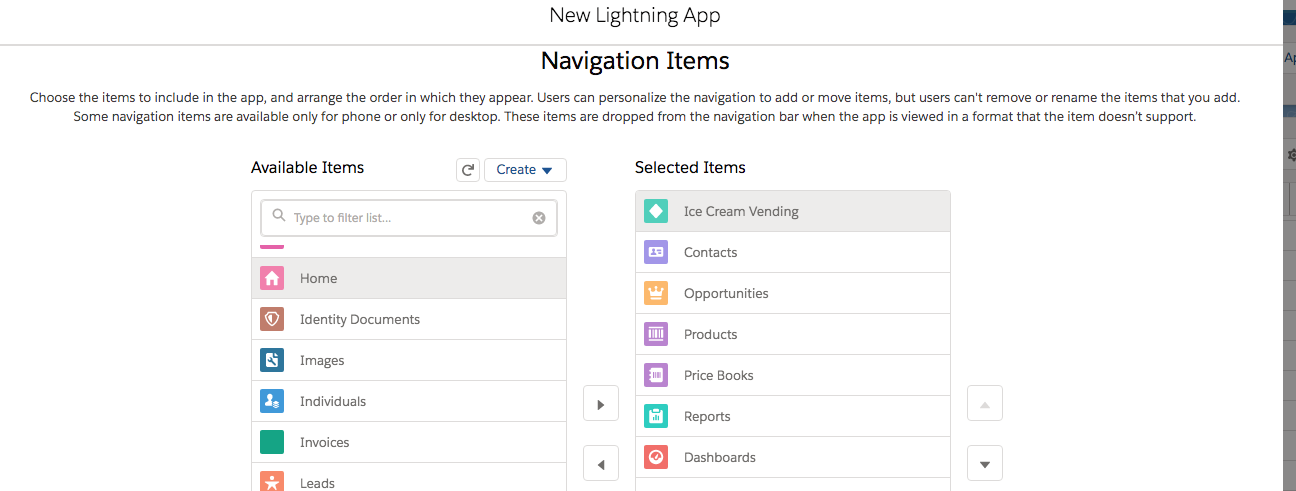 New Lightning App
Navigation Items
Choose the items to include in the app, and arrange the order in which they appear. Users can personalize the navigation to add or move items, but users can't remove or rename the items that you add.
Some navigation items are available only for phone or only for desktop. These items are dropped from the navigation bar when the app is viewed in a format that the item doesn't support.
Available Items
Create
Type to filter list...
Home
Identity Documents
Images
Individuals
Invoices
Leads
Selected Items
Ice Cream Vending
Contacts
Opportunities
Products
Price Books
Reports
Dashboards